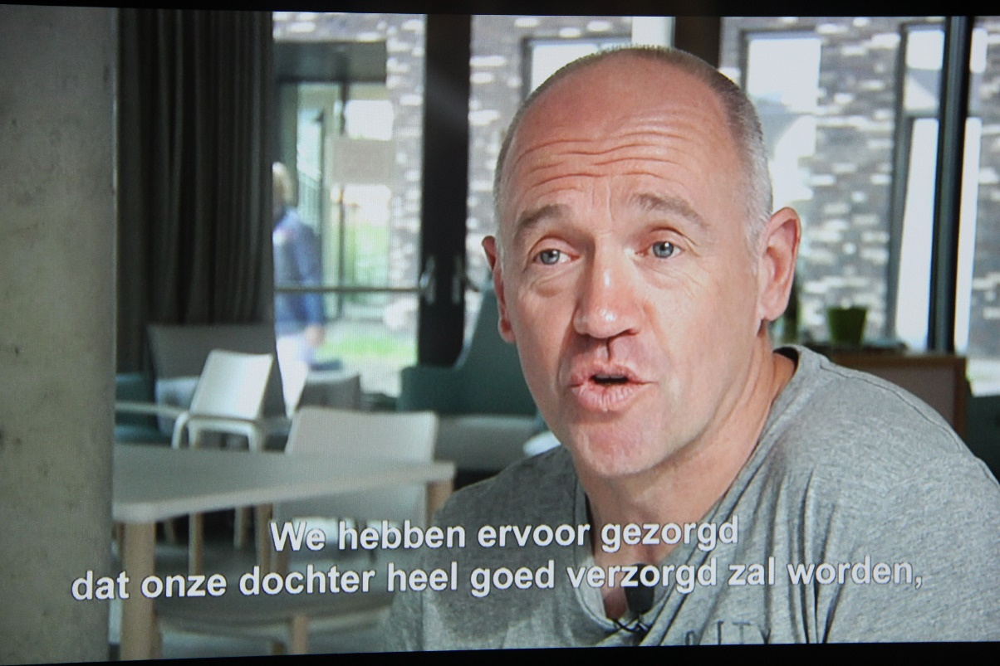 We hebben ervoor gezorgd
dat onze dochter heel goed verzorgd zal worden,